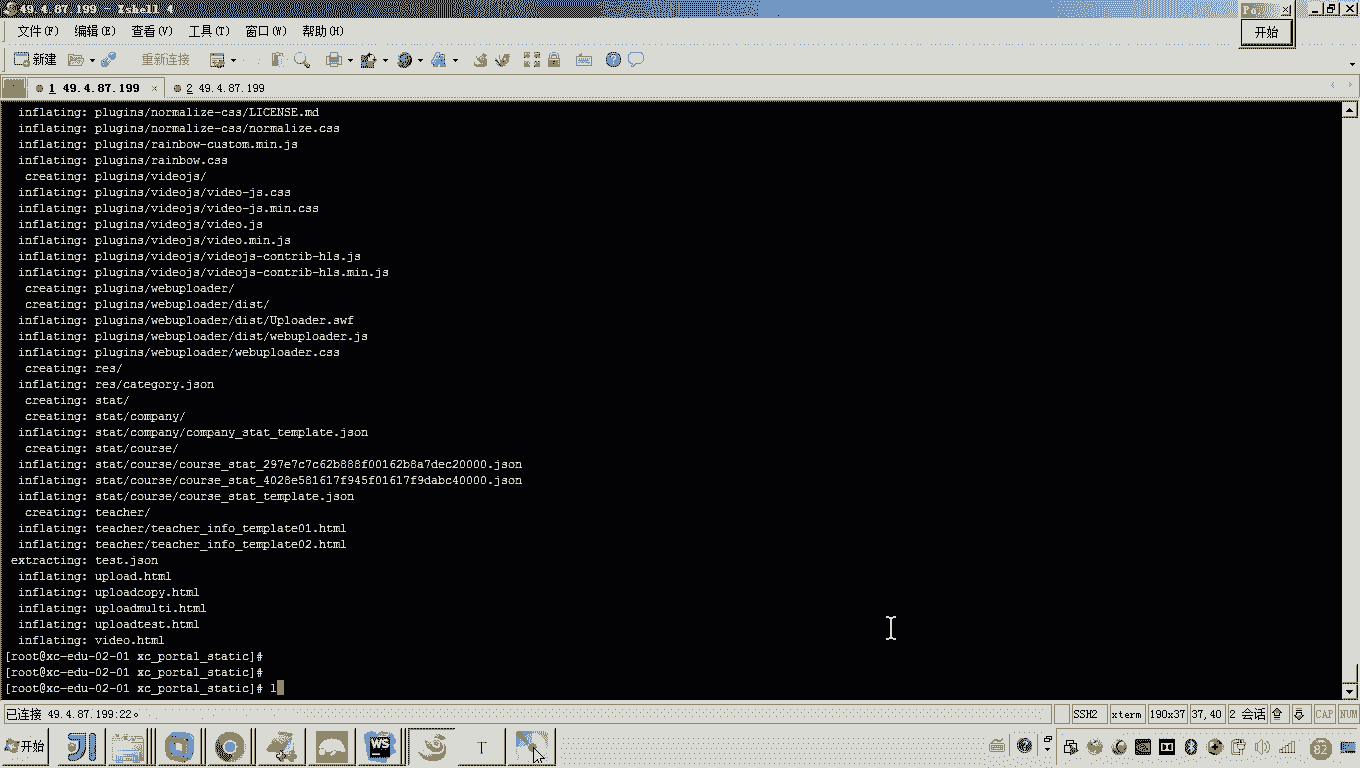 49.4.87.199 - Xshell 4
文件(F) 编辑(E) 查看(V) 工具(T) 窗口(W) 帮助(H)
开始
新建 重新连接
1 49.4.87.199 × 2 49.4.87.199
inflating: plugins/normalize-css/LICENSE.md
inflating: plugins/normalize-css/normalize.css
inflating: plugins/rainbow-custom.min.js
inflating: plugins/rainbow.css
creating: plugins/videojs/
inflating: plugins/videojs/video-js.css
inflating: plugins/videojs/video-js.min.css
inflating: plugins/videojs/video.js
inflating: plugins/videojs/video.min.js
inflating: plugins/videojs/videojs-contrib-hls.js
inflating: plugins/videojs/videojs-contrib-hls.min.js
creating: plugins/webuploader/
creating: plugins/webuploader/dist/
inflating: plugins/webuploader/dist/Uploader.swf
inflating: plugins/webuploader/dist/webuploader.js
inflating: plugins/webuploader/webuploader.css
creating: res/
inflating: res/category.json
creating: stat/
creating: stat/company/
inflating: stat/company/company_stat_template.json
creating: stat/course/
inflating: stat/course/course_stat_297e7c7c62b888f00162b8a7dec20000.json
inflating: stat/course/course_stat_4028e581617f945f01617f9dabc40000.json
inflating: stat/course/course_stat_template.json
creating: teacher/
inflating: teacher/teacher_info_template01.html
inflating: teacher/teacher_info_template02.html
extracting: test.json
inflating: upload.html
inflating: uploadcopy.html
inflating: uploadmulti.html
inflating: uploadtest.html
inflating: video.html
[root@xc-edu-02-01 xc_portal_static]#
[root@xc-edu-02-01 xc_portal_static]#
[root@xc-edu-02-01 xc_portal_static]# l
已连接 49.4.87.199:22。 SSH2 xterm 190x37 37,40 2 会话 CAP NUM
开始 WS T 82